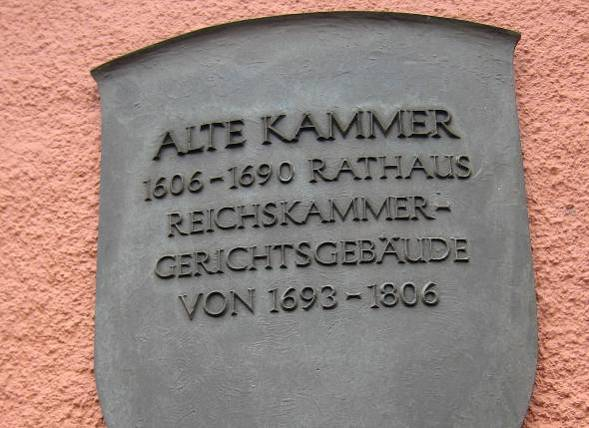 ALTE KAMMER
1606-1690 RATHAUS
REICHSKAMMER-
GERICHTSGEBÄUDE
VON 1693-1806